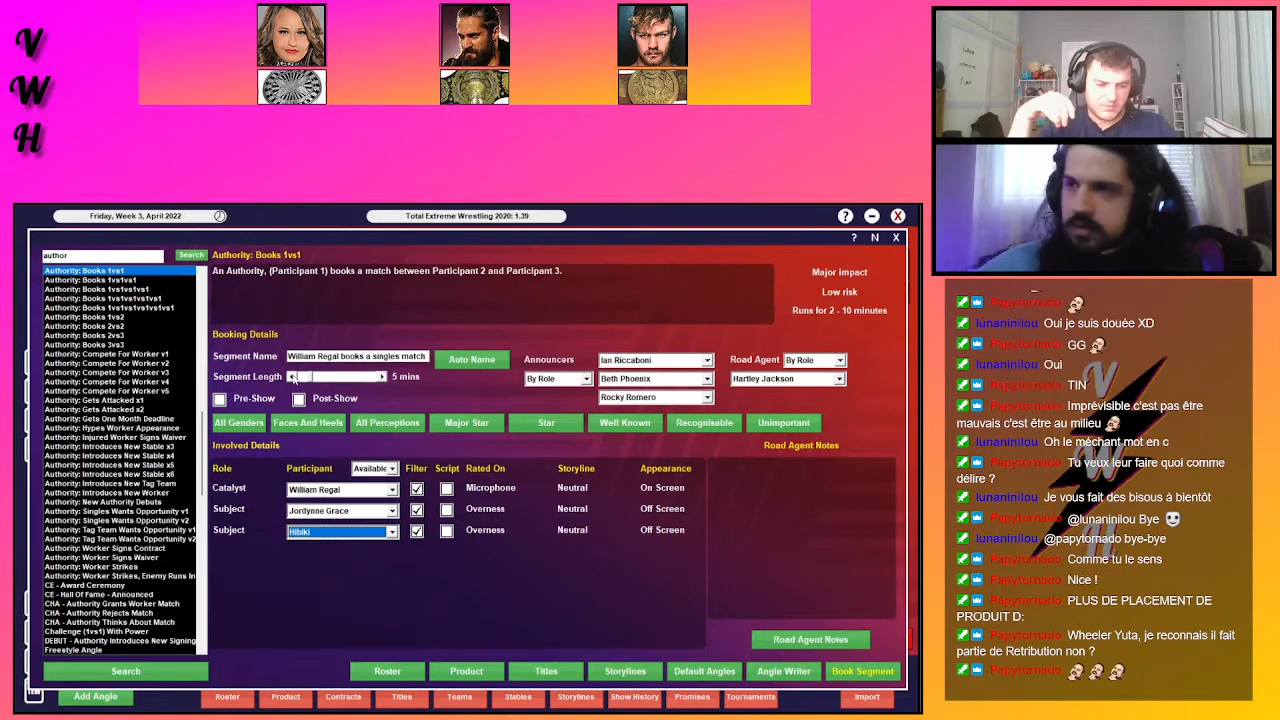 V
W
H
Friday, Week 3, April 2022
Total Extreme Wrestling 2020: 1.39
?
X
? N X
author
Search
Authority: Books 1vs1
Authority: Books 1vs1
Authority: Books 1vs1vs1
Authority: Books 1vs1vs1vs1
Authority: Books 1vs1vs1vs1vs1
Authority: Books 1vs1vs1vs1vs1vs1
Authority: Books 1vs2
Authority: Books 2vs2
Authority: Books 2vs3
Authority: Books 3vs3
Authority: Compete For Worker v1
Authority: Compete For Worker v2
Authority: Compete For Worker v3
Authority: Compete For Worker v4
Authority: Compete For Worker v5
Authority: Gets Attacked x1
Authority: Gets Attacked x2
Authority: Gets One Month Deadline
Authority: Hypes Worker Appearance
Authority: Injured Worker Signs Waiver
Authority: Introduces New Stable x3
Authority: Introduces New Stable x4
Authority: Introduces New Stable x5
Authority: Introduces New Stable x6
Authority: Introduces New Tag Team
Authority: Introduces New Worker
Authority: New Authority Debuts
Authority: Singles Wants Opportunity v1
Authority: Singles Wants Opportunity v2
Authority: Tag Team Wants Opportunity v1
Authority: Tag Team Wants Opportunity v2
Authority: Worker Signs Contract
Authority: Worker Signs Waiver
Authority: Worker Strikes
Authority: Worker Strikes, Enemy Runs In
CE - Award Ceremony
CE - Hall Of Fame - Announced
CHA - Authority Grants Worker Match
CHA - Authority Rejects Match
CHA - Authority Thinks About Match
Challenge (1vs1) With Power
DEBUT - Authority Introduces New Signing
Freestyle Angle
Search
An Authority, (Participant 1) books a match between Participant 2 and Participant 3.
Major impact
Low risk
Runs for 2 - 10 minutes
Booking Details
Segment Name William Regal books a singles match Auto Name
Segment Length 5 mins
Pre-Show Post-Show
Announcers Ian Riccaboni
By Role Beth Phoenix
Rocky Romero
Road Agent By Role
Hartley Jackson
All Genders Faces And Heels All Perceptions Major Star Star Well Known Recognisable Unimportant
Involved Details
Road Agent Notes
Role Participant Available Filter Script Rated On Storyline Appearance
Catalyst William Regal Microphone Neutral On Screen
Subject Jordynne Grace Overness Neutral Off Screen
Subject Hibiki Overness Neutral Off Screen
Road Agent Notes
Roster Product Titles Storylines Default Angles Angle Writer Book Segment
Add Angle Roster Product Contracts Titles Teams Stables Storylines Show History Promises Tournaments Import
Papytornado
lunaninilou Oui je suis douée XD
Papytornado GG
lunaninilou Oui
Papytornado TIN
Papytornado Imprévisible c'est pas être
mauvais c'est être au milieu
lunaninilou Oh le méchant mot en c
Papytornado Tu veux leur faire quoi comme
délire ?
lunaninilou Je vous fait des bisous à bientôt
Papytornado @lunaninilou Bye
lunaninilou @papytornado bye-bye
Papytornado Comme tu le sens
Papytornado Nice !
Papytornado PLUS DE PLACEMENT DE
PRODUIT D:
Papytornado Wheeler Yuta, je reconnais il fait
partie de Retribution non ?
Papytornado